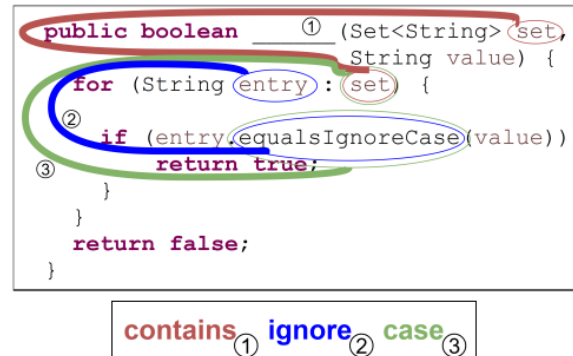 public boolean ______① (Set<String> set,
String value) {
for (String entry : set) {
②
if (entry.equalsIgnoreCase(value))
③ return true;
}
}
return false;
}
contains① ignore② case③